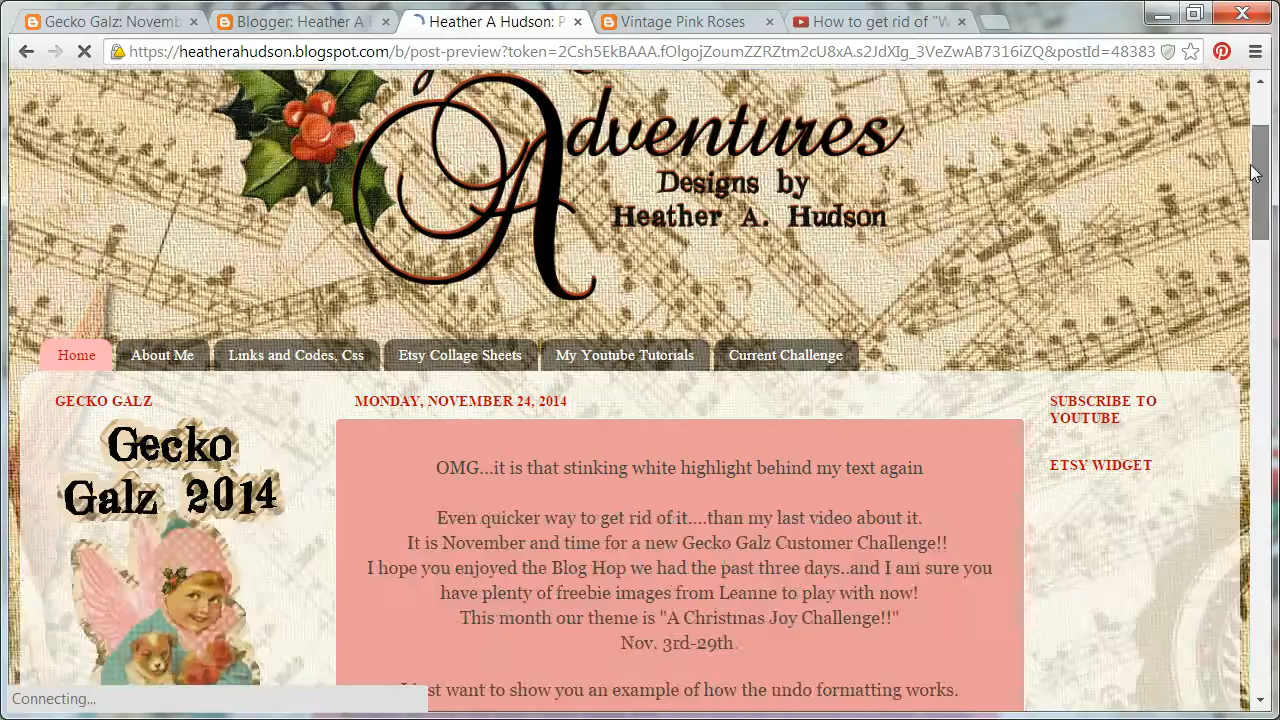 Gecko Galz: Novemb
Blogger: Heather A H
Heather A Hudson: P
Vintage Pink Roses
How to get rid of "W
https://heatherahudson.blogspot.com/b/post-preview?token=2Csh5EkBAAA.fOlgojZoumZZRZtm2oU8xA.s2JdXIg_3VeZwAB7316iZQ&postId=48383
Adventures
Designs by
Heather A. Hudson
Home About Me Links and Codes, Css Etsy Collage Sheets My Youtube Tutorials Current Challenge
GECKO GALZ
Gecko
Galz 2014
MONDAY, NOVEMBER 24, 2014
OMG...it is that stinking white highlight behind my text again
Even quicker way to get rid of it....than my last video about it.
It is November and time for a new Gecko Galz Customer Challenge!!
I hope you enjoyed the Blog Hop we had the past three days..and I am sure you
have plenty of freebie images from Leanne to play with now!
This month our theme is "A Christmas Joy Challenge!!"
Nov. 3rd-29th.
I just want to show you an example of how the undo formatting works.
SUBSCRIBE TO
YOUTUBE
ETSY WIDGET
Connecting...